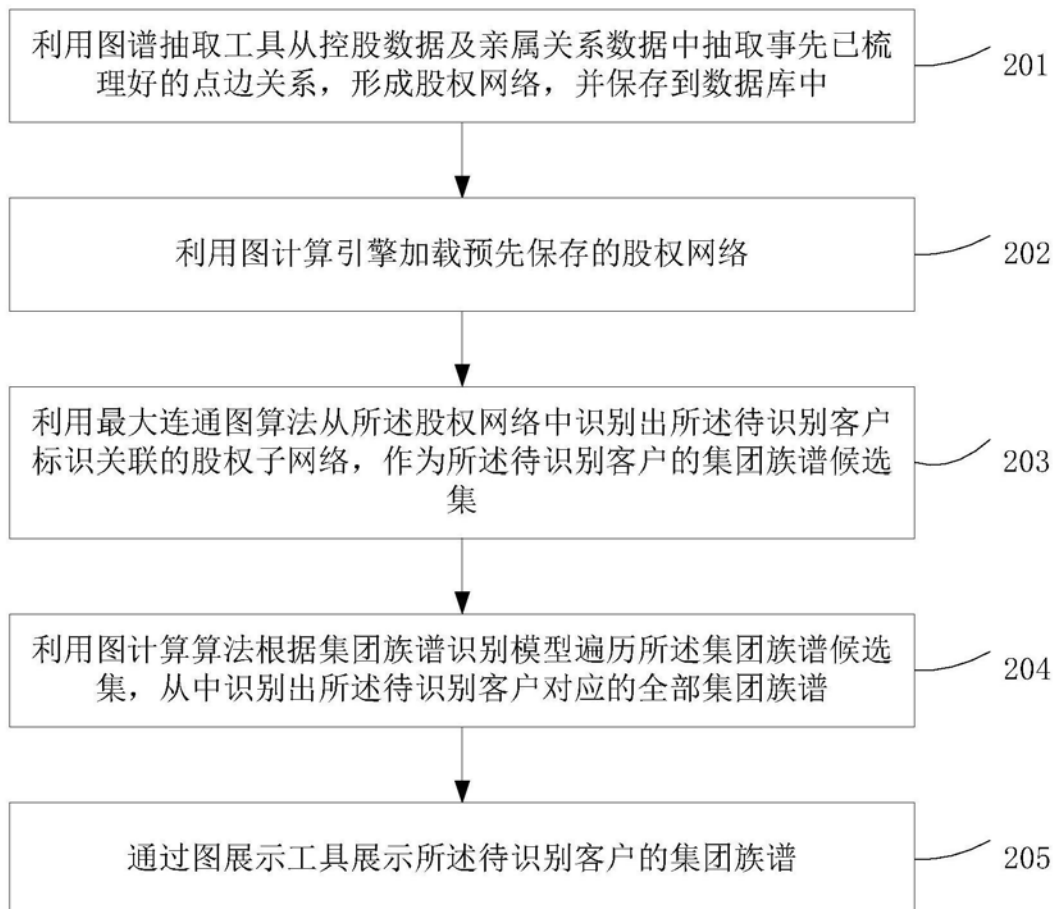 利用图谱抽取工具从控股数据及亲属关系数据中抽取事先已梳
理好的点边关系，形成股权网络，并保存到数据库中
201
利用图计算引擎加载预先保存的股权网络
202
利用最大连通图算法从所述股权网络中识别出所述待识别客户
标识关联的股权子网络，作为所述待识别客户的集团族谱候选
集
203
利用图计算算法根据集团族谱识别模型遍历所述集团族谱候选
集，从中识别出所述待识别客户对应的全部集团族谱
204
通过图展示工具展示所述待识别客户的集团族谱
205